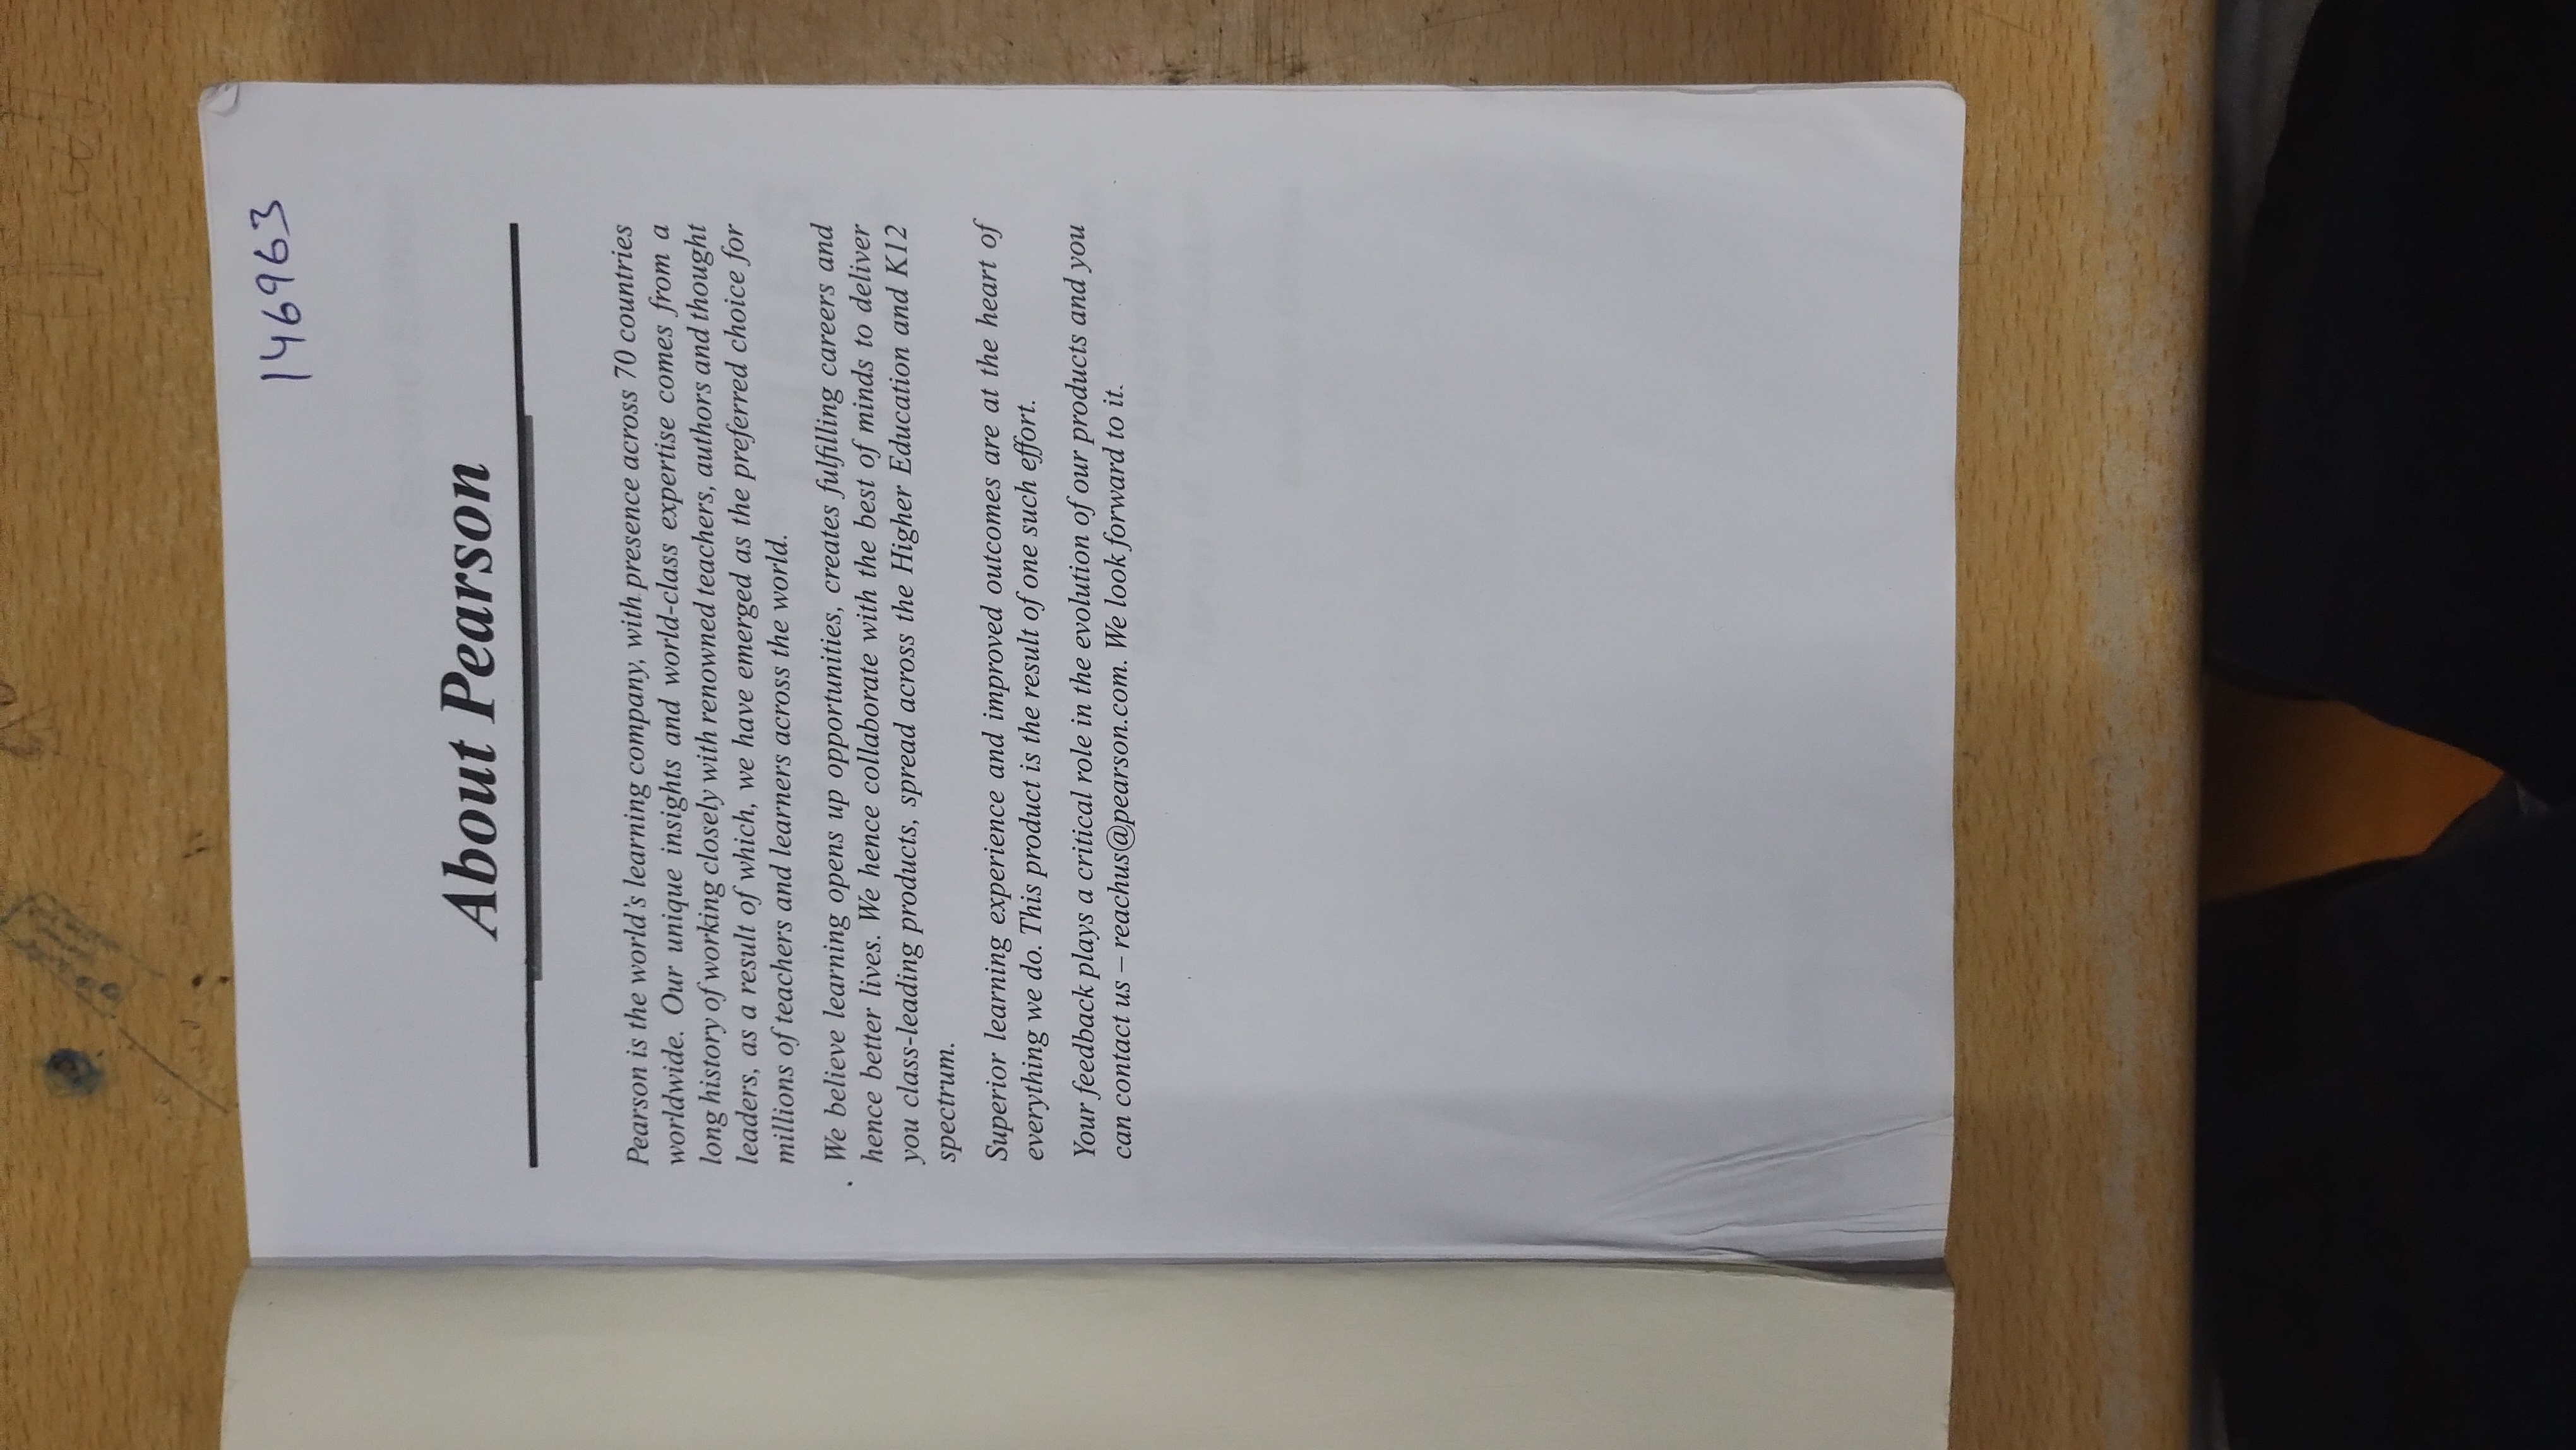 146963
About Pearson
Pearson is the world’s learning company, with presence across 70 countries
worldwide. Our unique insights and world-class expertise comes from a
long history of working closely with renowned teachers, authors and thought
leaders, as a result of which, we have emerged as the preferred choice for
millions of teachers and learners across the world.
We believe learning opens up opportunities, creates fulfilling careers and
hence better lives. We hence collaborate with the best of minds to deliver
you class-leading products, spread across the Higher Education and K12
spectrum.
Superior learning experience and improved outcomes are at the heart of
everything we do. This product is the result of one such effort.
Your feedback plays a critical role in the evolution of our products and you
can contact us – reachus@pearson.com. We look forward to it.